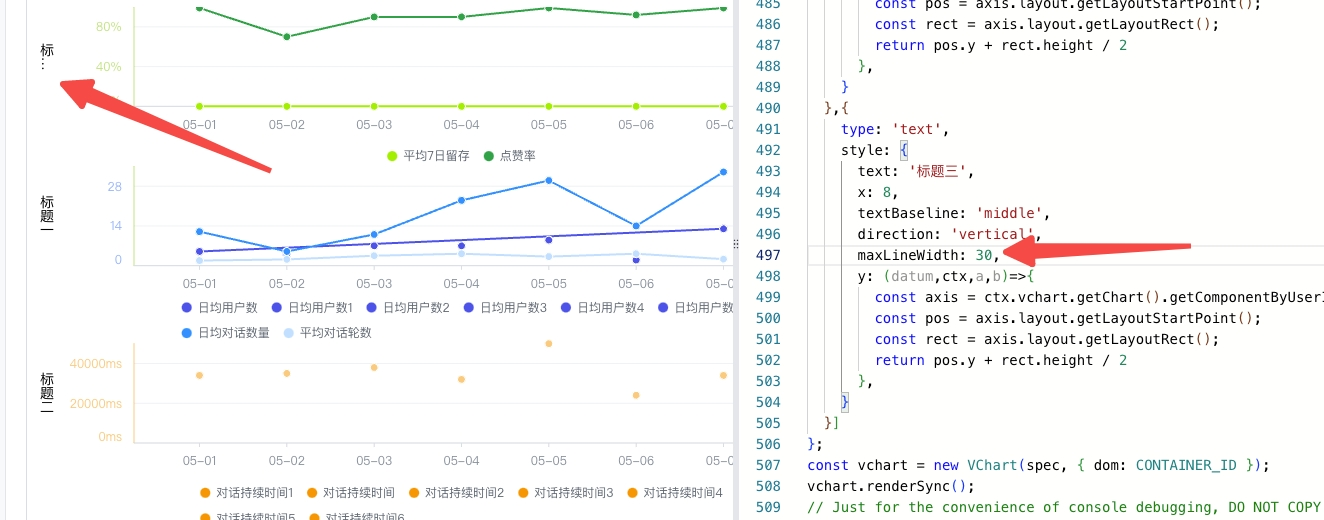 80%
标…
40%
05-01 05-02 05-03 05-04 05-05 05-06 05-0
平均7日留存 点赞率
28
标题一
14
0
05-01 05-02 05-03 05-04 05-05 05-06 05-0
日均用户数 日均用户数1 日均用户数2 日均用户数3 日均用户数4 日均用户数
日均对话数量 平均对话轮数
40000ms
标题二
20000ms
0ms
05-01 05-02 05-03 05-04 05-05 05-06 05-0
对话持续时间1 对话持续时间 对话持续时间2 对话持续时间3 对话持续时间4
对话持续时间5 对话持续时间6
485 const pos = axis.layout.getLayoutStartPoint();
486 const rect = axis.layout.getLayoutRect();
487 return pos.y + rect.height / 2
488 },
489 }
490 },{
491 type: 'text',
492 style: {
493 text: '标题三',
494 x: 8,
495 textBaseline: 'middle',
496 direction: 'vertical',
497 maxLineWidth: 30,
498 y: (datum,ctx,a,b)=>{
499 const axis = ctx.vchart.getChart().getComponentByUserI
500 const pos = axis.layout.getLayoutStartPoint();
501 const rect = axis.layout.getLayoutRect();
502 return pos.y + rect.height / 2
503 },
504 }
505 }]
506 };
507 const vchart = new VChart(spec, { dom: CONTAINER_ID });
508 vchart.renderSync();
509 // Just for the convenience of console debugging, DO NOT COPY